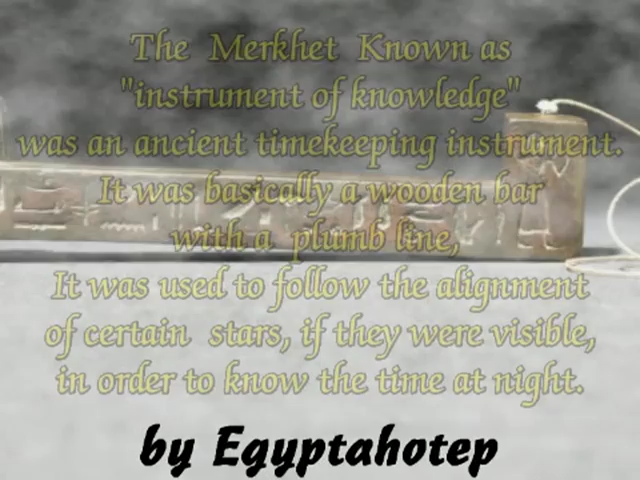 The Merkhet Known as
"instrument of knowledge"
was an ancient timekeeping instrument.
It was basically a wooden bar
with a plumb line,
It was used to follow the alignment
of certain stars, if they were visible,
in order to know the time at night.
by Egyptahotep